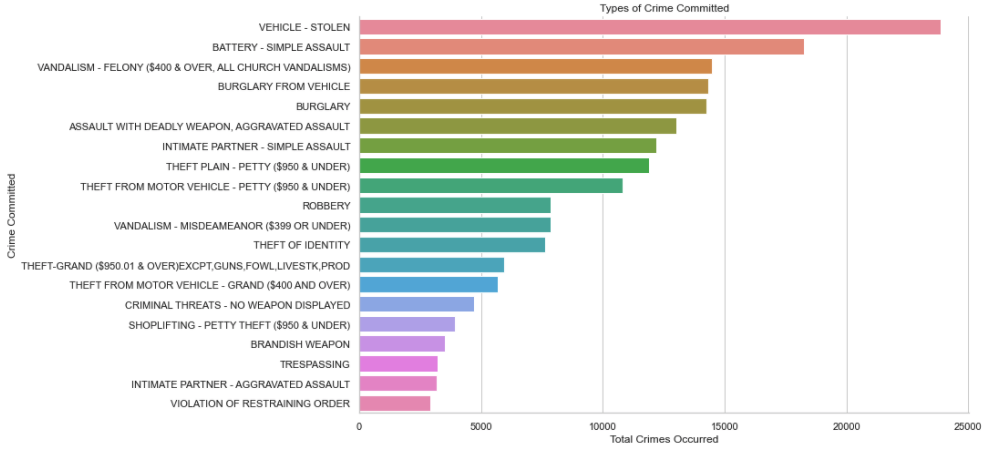 Types of Crime Committed
VEHICLE - STOLEN
BATTERY - SIMPLE ASSAULT
VANDALISM - FELONY ($400 & OVER, ALL CHURCH VANDALISMS)
BURGLARY FROM VEHICLE
BURGLARY
ASSAULT WITH DEADLY WEAPON, AGGRAVATED ASSAULT
INTIMATE PARTNER - SIMPLE ASSAULT
THEFT PLAIN - PETTY ($950 & UNDER)
THEFT FROM MOTOR VEHICLE - PETTY ($950 & UNDER)
ROBBERY
VANDALISM - MISDEAMEANOR ($399 OR UNDER)
THEFT OF IDENTITY
THEFT-GRAND ($950.01 & OVER)EXCPT,GUNS,FOWL,LIVESTK,PROD
THEFT FROM MOTOR VEHICLE - GRAND ($400 AND OVER)
CRIMINAL THREATS - NO WEAPON DISPLAYED
SHOPLIFTING - PETTY THEFT ($950 & UNDER)
BRANDISH WEAPON
TRESPASSING
INTIMATE PARTNER - AGGRAVATED ASSAULT
VIOLATION OF RESTRAINING ORDER
Crime Committed
0 5000 10000 15000 20000 25000
Total Crimes Occurred